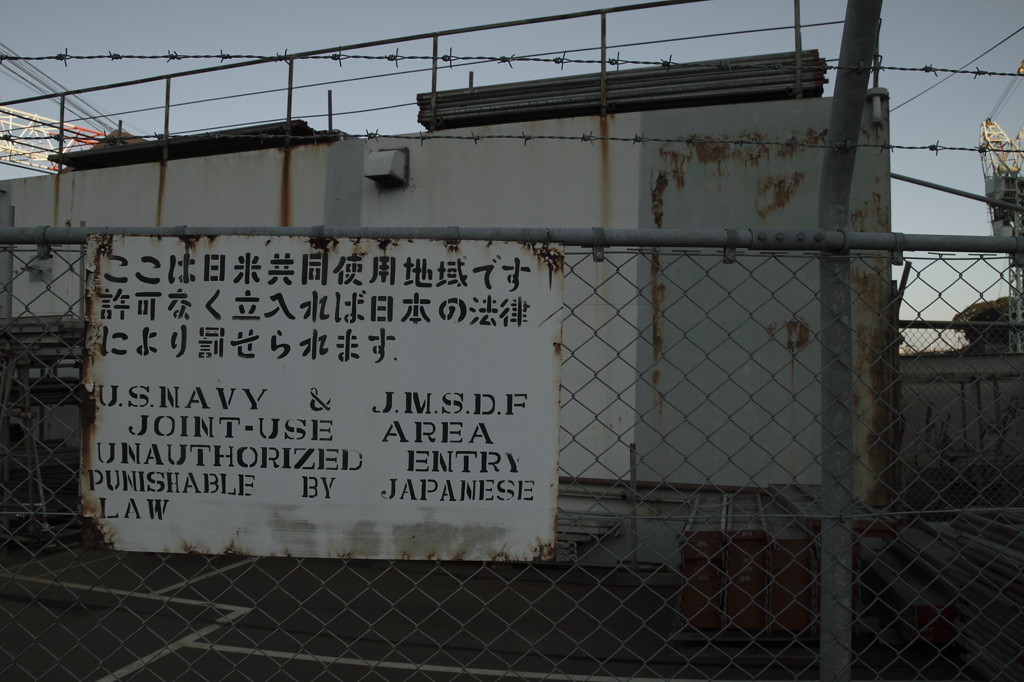 ここは日米共同使用地域です
許可なく立入れば日本の法律
により罰せられます.
U.S.NAVY & J.M.S.D.F
JOINT-USE AREA
UNAUTHORIZED ENTRY
PUNISHABLE BY JAPANESE
LAW